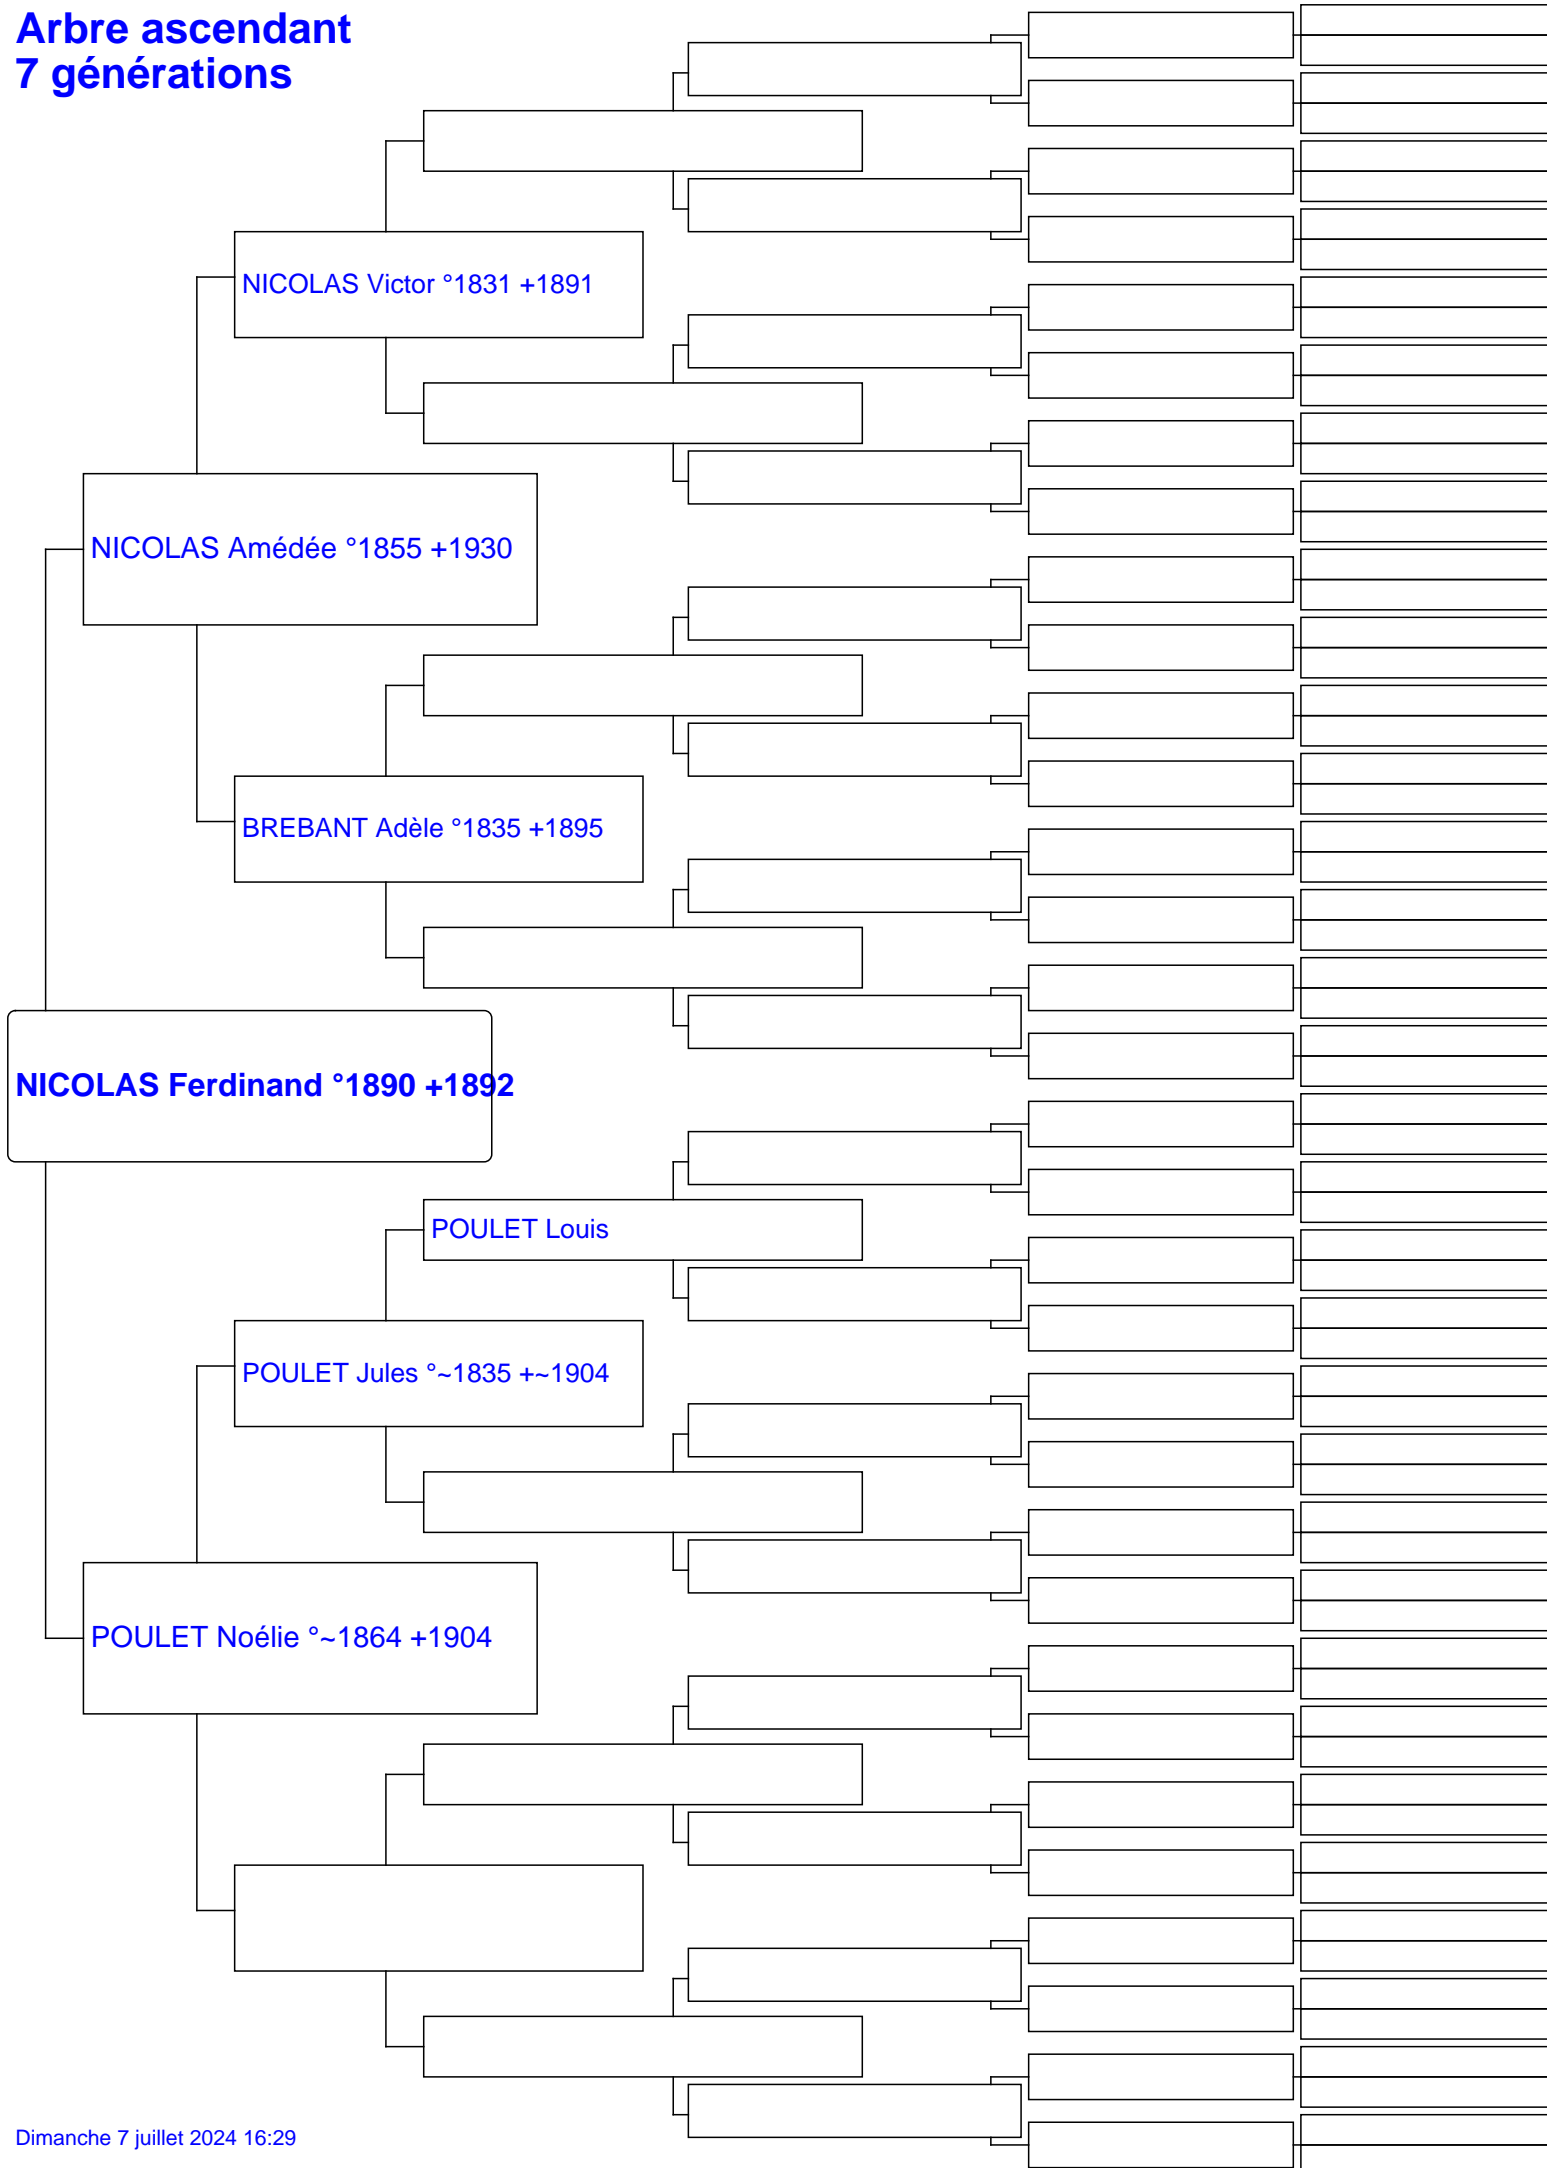 Arbre ascendant
7 générations
NICOLAS Victor °1831 +1891
NICOLAS Amédée °1855 +1930
BREBANT Adèle °1835 +1895
NICOLAS Ferdinand °1890 +1892
POULET Louis
POULET Jules °~1835 +~1904
POULET Noélie °~1864 +1904
Dimanche 7 juillet 2024 16:29